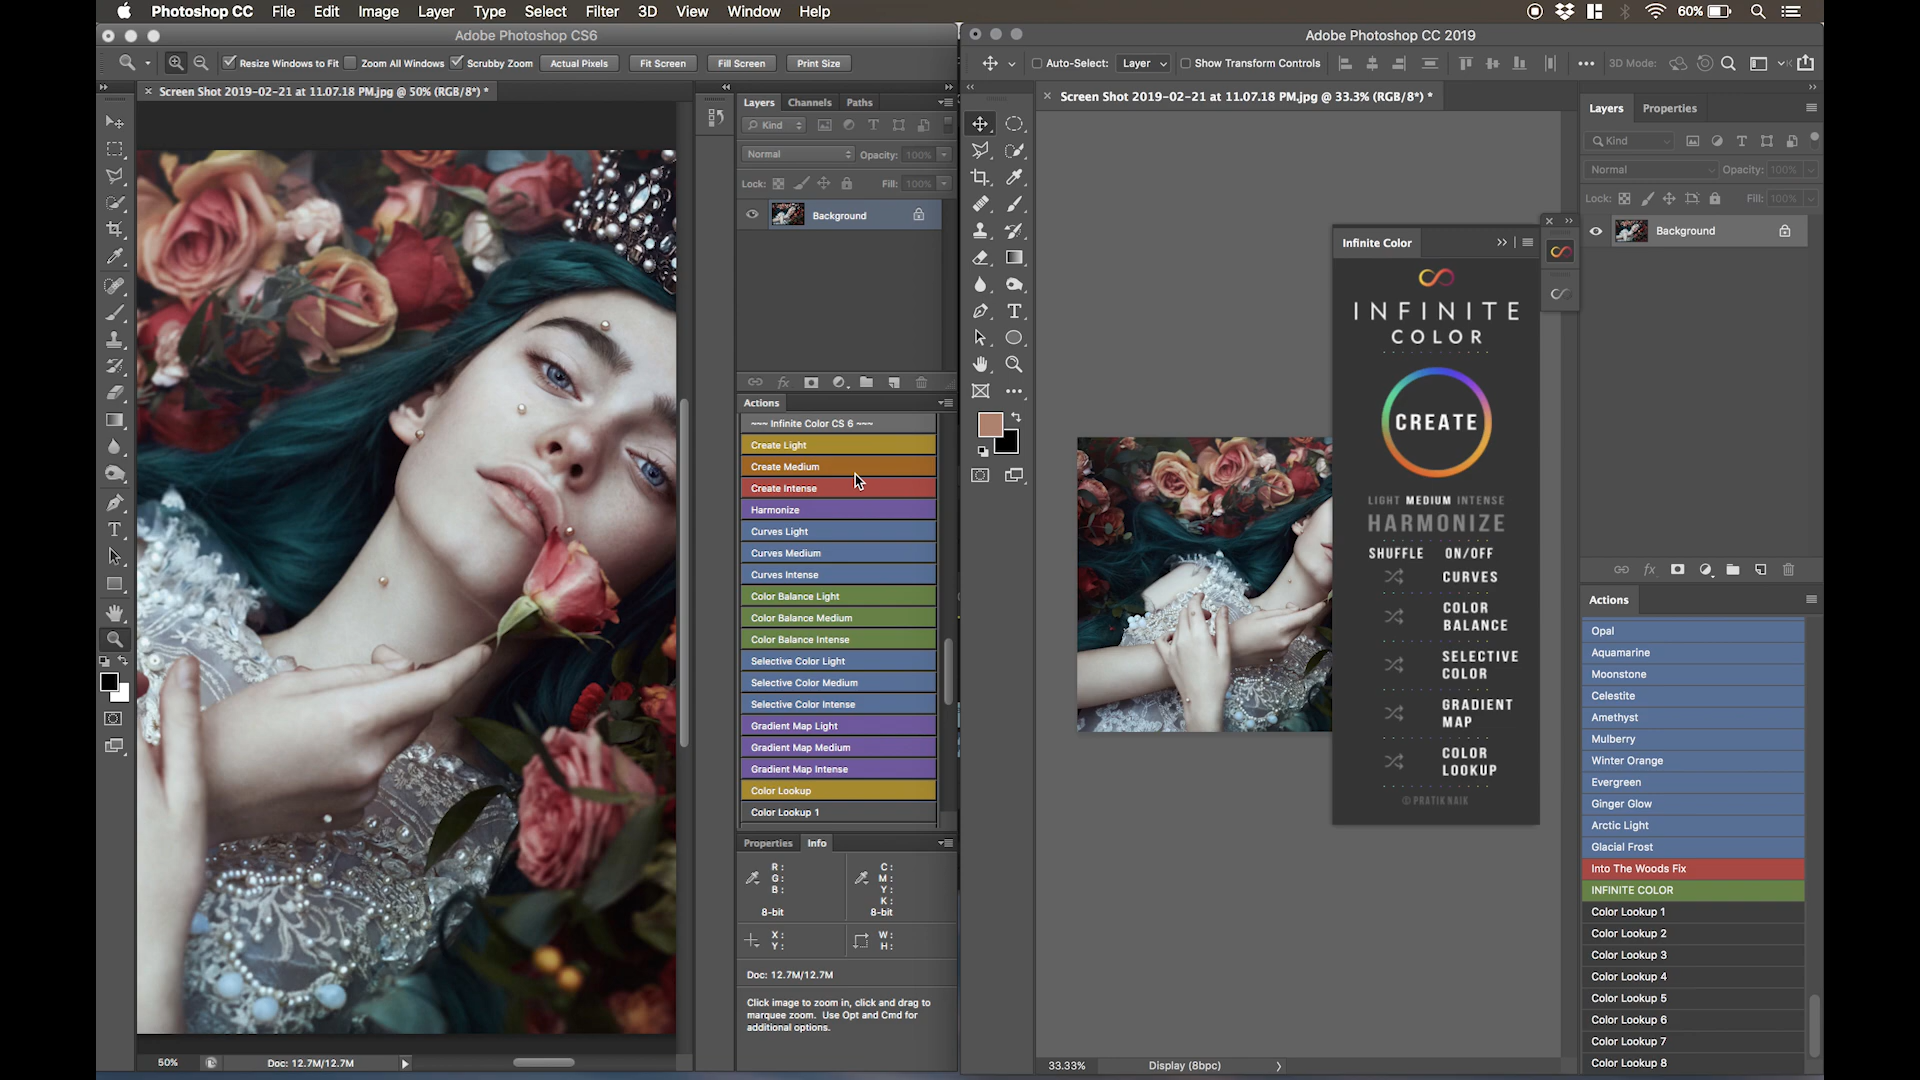 Photoshop CC File Edit Image Layer Type Select Filter 3D View Window Help
60%
Adobe Photoshop CS6
Resize Windows to Fit Zoom All Windows Scrubby Zoom Actual Pixels Fit Screen Fill Screen Print Size
× Screen Shot 2019-02-21 at 11.07.18 PM.jpg @ 50% (RGB/8*) *
Layers Channels Paths
Kind
Normal Opacity: 100%
Lock: Fill: 100%
Background
Actions
~~~ Infinite Color CS 6 ~~~
Create Light
Create Medium
Create Intense
Harmonize
Curves Light
Curves Medium
Curves Intense
Color Balance Light
Color Balance Medium
Color Balance Intense
Selective Color Light
Selective Color Medium
Selective Color Intense
Gradient Map Light
Gradient Map Medium
Gradient Map Intense
Color Lookup
Color Lookup 1
Properties Info
R: C:
G: M:
B: Y:
K:
8-bit 8-bit
X: W:
Y: H:
Doc: 12.7M/12.7M
Click image to zoom in, click and drag to
marquee zoom. Use Opt and Cmd for
additional options.
50% Doc: 12.7M/12.7M
Adobe Photoshop CC 2019
Auto-Select: Layer Show Transform Controls 3D Mode:
× Screen Shot 2019-02-21 at 11.07.18 PM.jpg @ 33.3% (RGB/8*) *
Infinite Color
INFINITE
COLOR
CREATE
LIGHT MEDIUM INTENSE
HARMONIZE
SHUFFLE ON/OFF
CURVES
COLOR
BALANCE
SELECTIVE
COLOR
GRADIENT
MAP
COLOR
LOOKUP
© PRATIK NAIK
33.33% Display (8bpc)
Layers Properties
Kind
Normal Opacity: 100%
Lock: Fill: 100%
Background
Actions
Opal
Aquamarine
Moonstone
Celestite
Amethyst
Mulberry
Winter Orange
Evergreen
Ginger Glow
Arctic Light
Glacial Frost
Into The Woods Fix
INFINITE COLOR
Color Lookup 1
Color Lookup 2
Color Lookup 3
Color Lookup 4
Color Lookup 5
Color Lookup 6
Color Lookup 7
Color Lookup 8